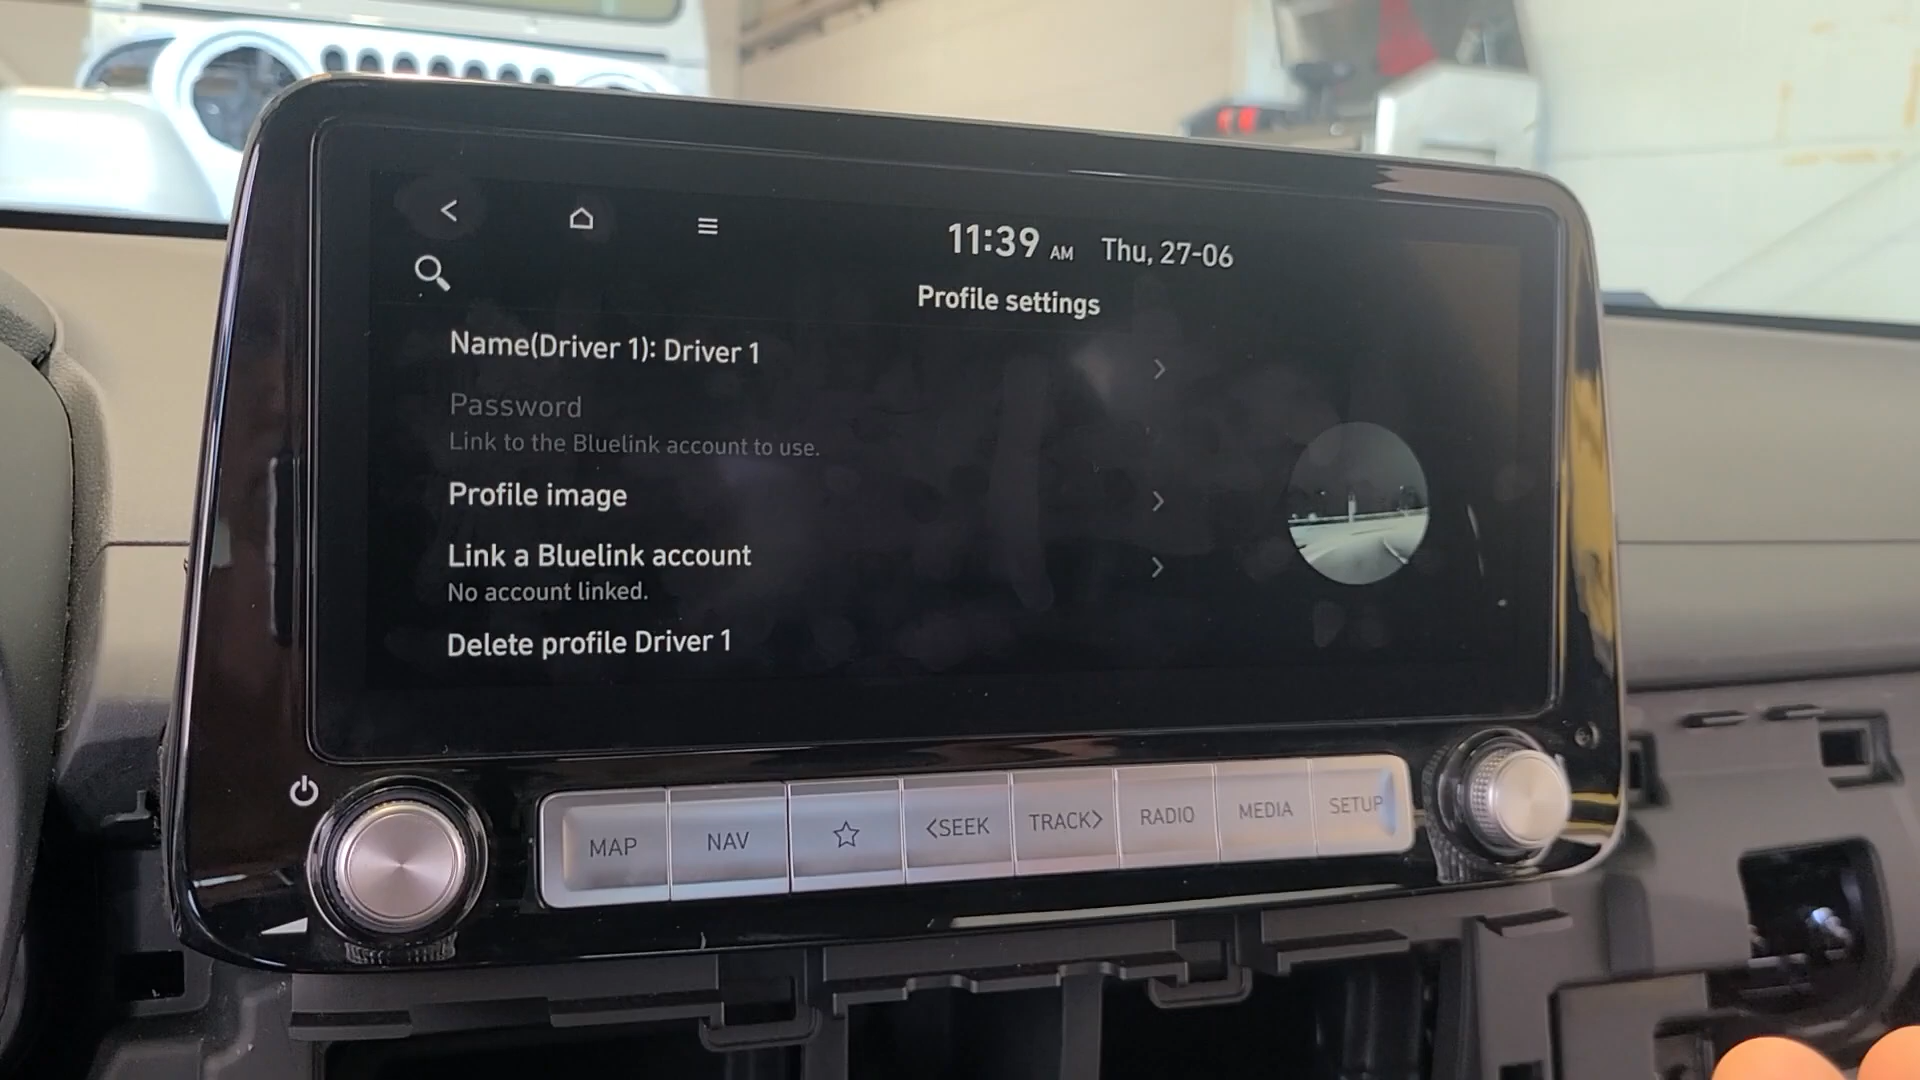 11:39 AM Thu, 27-06
Profile settings
Name(Driver 1): Driver 1
Password
Link to the Bluelink account to use.
Profile image
Link a Bluelink account
No account linked.
Delete profile Driver 1
MAP
NAV
<SEEK
TRACK>
RADIO
MEDIA
SETUP